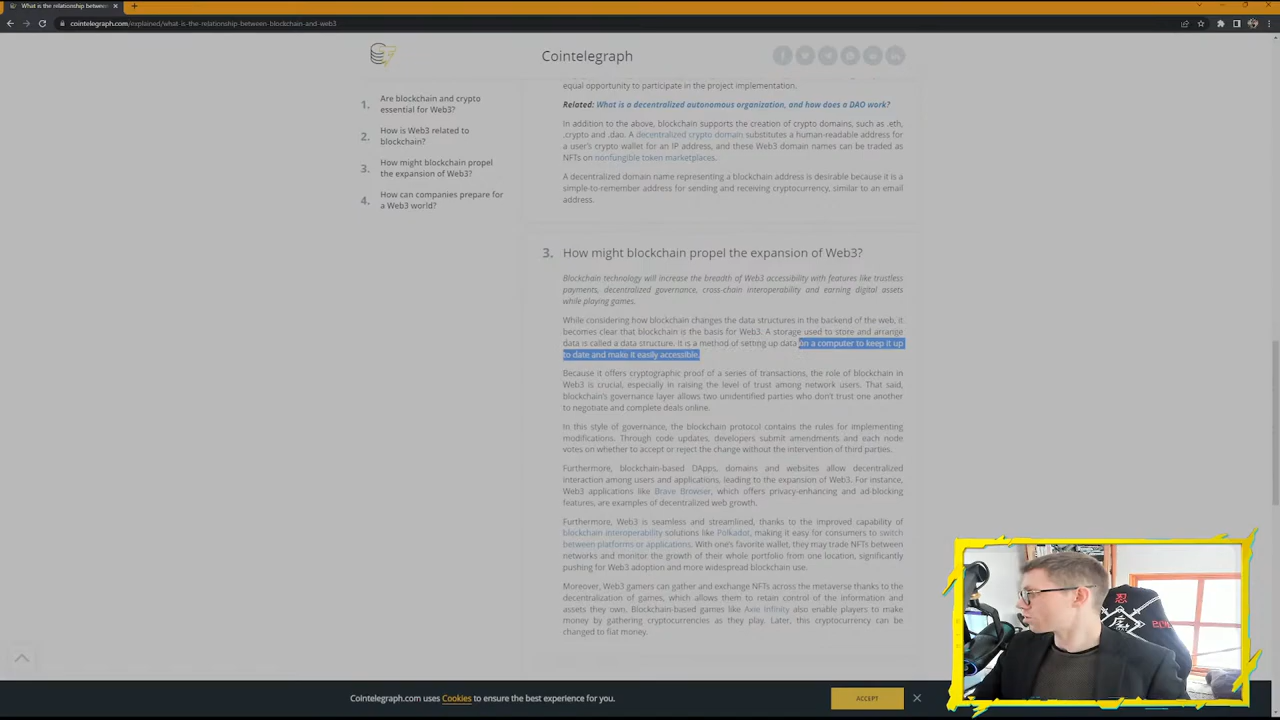 What is the relationship betwee
cointelegraph.com/explained/what-is-the-relationship-between-blockchain-and-web3
Cointelegraph
1. Are blockchain and crypto
essential for Web3?
2. How is Web3 related to
blockchain?
3. How might blockchain propel
the expansion of Web3?
4. How can companies prepare for
a Web3 world?
equal opportunity to participate in the project implementation.
Related: What is a decentralized autonomous organization, and how does a DAO work?
In addition to the above, blockchain supports the creation of crypto domains, such as .eth,
.crypto and .dao. A decentralized crypto domain substitutes a human-readable address for
a user's crypto wallet for an IP address, and these Web3 domain names can be traded as
NFTs on nonfungible token marketplaces.
A decentralized domain name representing a blockchain address is desirable because it is a
simple-to-remember address for sending and receiving cryptocurrency, similar to an email
address.
3. How might blockchain propel the expansion of Web3?
Blockchain technology will increase the breadth of Web3 accessibility with features like trustless
payments, decentralized governance, cross-chain interoperability and earning digital assets
while playing games.
While considering how blockchain changes the data structures in the backend of the web, it
becomes clear that blockchain is the basis for Web3. A storage used to store and arrange
data is called a data structure. It is a method of setting up data on a computer to keep it up
to date and make it easily accessible.
Because it offers cryptographic proof of a series of transactions, the role of blockchain in
Web3 is crucial, especially in raising the level of trust among network users. That said,
blockchain's governance layer allows two unidentified parties who don't trust one another
to negotiate and complete deals online.
In this style of governance, the blockchain protocol contains the rules for implementing
modifications. Through code updates, developers submit amendments and each node
votes on whether to accept or reject the change without the intervention of third parties.
Furthermore, blockchain-based DApps, domains and websites allow decentralized
interaction among users and applications, leading to the expansion of Web3. For instance,
Web3 applications like Brave Browser, which offers privacy-enhancing and ad-blocking
features, are examples of decentralized web growth.
Furthermore, Web3 is seamless and streamlined, thanks to the improved capability of
blockchain interoperability solutions like Polkadot, making it easy for consumers to switch
between platforms or applications. With one's favorite wallet, they may trade NFTs between
networks and monitor the growth of their whole portfolio from one location, significantly
pushing for Web3 adoption and more widespread blockchain use.
Moreover, Web3 gamers can gather and exchange NFTs across the metaverse thanks to the
decentralization of games, which allows them to retain control of the information and
assets they own. Blockchain-based games like Axie Infinity also enable players to make
money by gathering cryptocurrencies as they play. Later, this cryptocurrency can be
changed to fiat money.
Cointelegraph.com uses Cookies to ensure the best experience for you.
ACCEPT